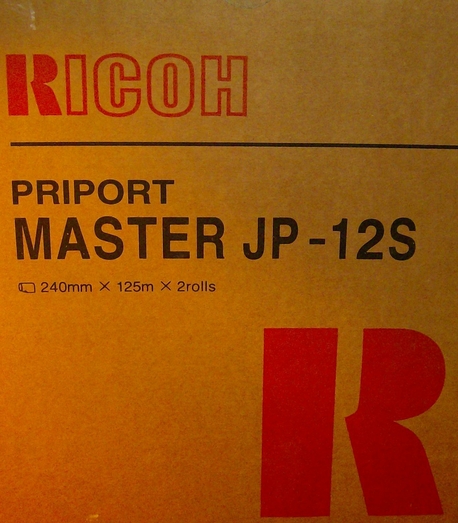 RICOH
PRIPORT
MASTER JP-12S
240mm × 125m × 2rolls
R